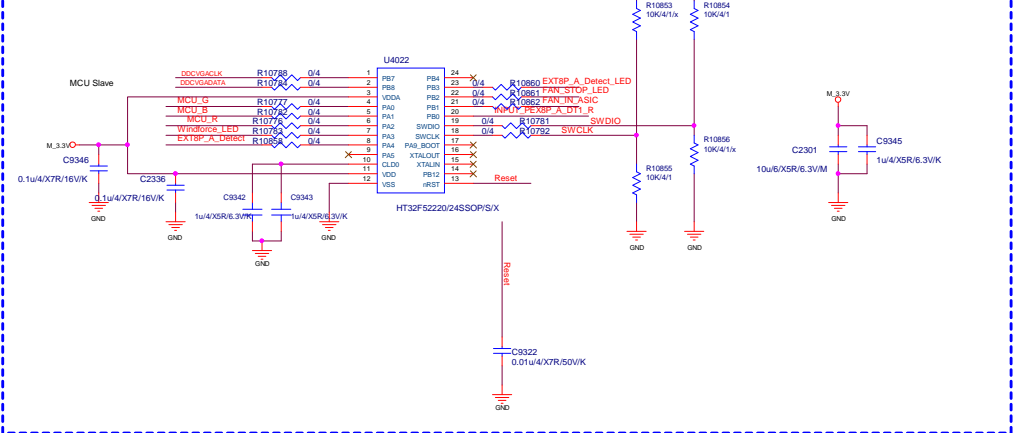 R10853
10K/4/1/x
R10854
10K/4/1
MCU Slave
U4022
DDCVGACLK R10788 0/4 1 PB7 PB4 24
DDCVGADATA R10784 0/4 2 PB8 PB3 23 0/4 R10860 EXT8P_A_Detect_LED
3 VDDA PB2 22 0/4 R10861 FAN_STOP_LED
MCU_G R10777 0/4 4 PA0 PB1 21 0/4 R10862 FAN_IN_ASIC
MCU_B R10782 0/4 5 PA1 PB0 20 INPUT_PEX8P_A_DT1_R
MCU_R R10776 0/4 6 PA2 SWDIO 19 0/4 R10781 SWDIO
Windforce_LED R10783 0/4 7 PA3 SWCLK 18 0/4 R10792 SWCLK
EXT8P_A_Detect R10858 0/4 8 PA4 PA9_BOOT 17
9 PA5 XTALOUT 16
10 CLD0 XTALIN 15
11 VDD PB12 14
12 VSS nRST 13 Reset
HT32F52220/24SSOP/S/X
M_3.3V
C9346
0.1u/4/X7R/16V/K
GND
C2336
0.1u/4/X7R/16V/K
GND
C9342
1u/4/X5R/6.3V/K
C9343
1u/4/X5R/6.3V/K
GND
GND
R10855
10K/4/1
GND
R10856
10K/4/1/x
GND
M_3.3V
C2301
10u/6/X5R/6.3V/M
C9345
1u/4/X5R/6.3V/K
GND
Reset
C9322
0.01u/4/X7R/50V/K
GND